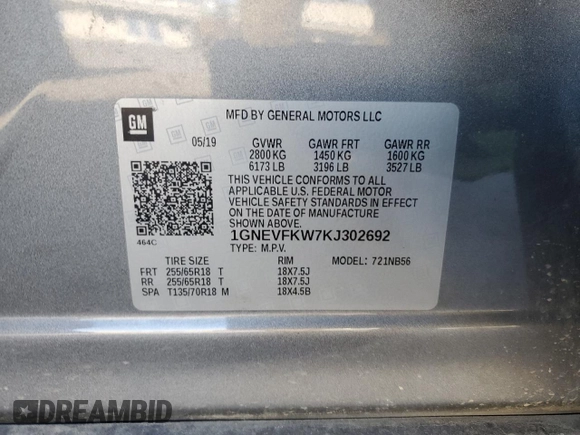 GM
MFD BY GENERAL MOTORS LLC
05/19
GVWR GAWR FRT GAWR RR
2800 KG 1450 KG 1600 KG
6173 LB 3196 LB 3527 LB
THIS VEHICLE CONFORMS TO ALL
APPLICABLE U.S. FEDERAL MOTOR
VEHICLE SAFETY STANDARDS IN EFFECT
ON THE DATE OF MANUFACTURE
SHOWN ABOVE.
464C
1GNEVFKW7KJ302692
TYPE: M.P.V.
TIRE SIZE RIM MODEL: 721NB56
FRT 255/65R18 T 18X7.5J
RR 255/65R18 T 18X7.5J
SPA T135/70R18 M 18X4.5B
DREAMBID